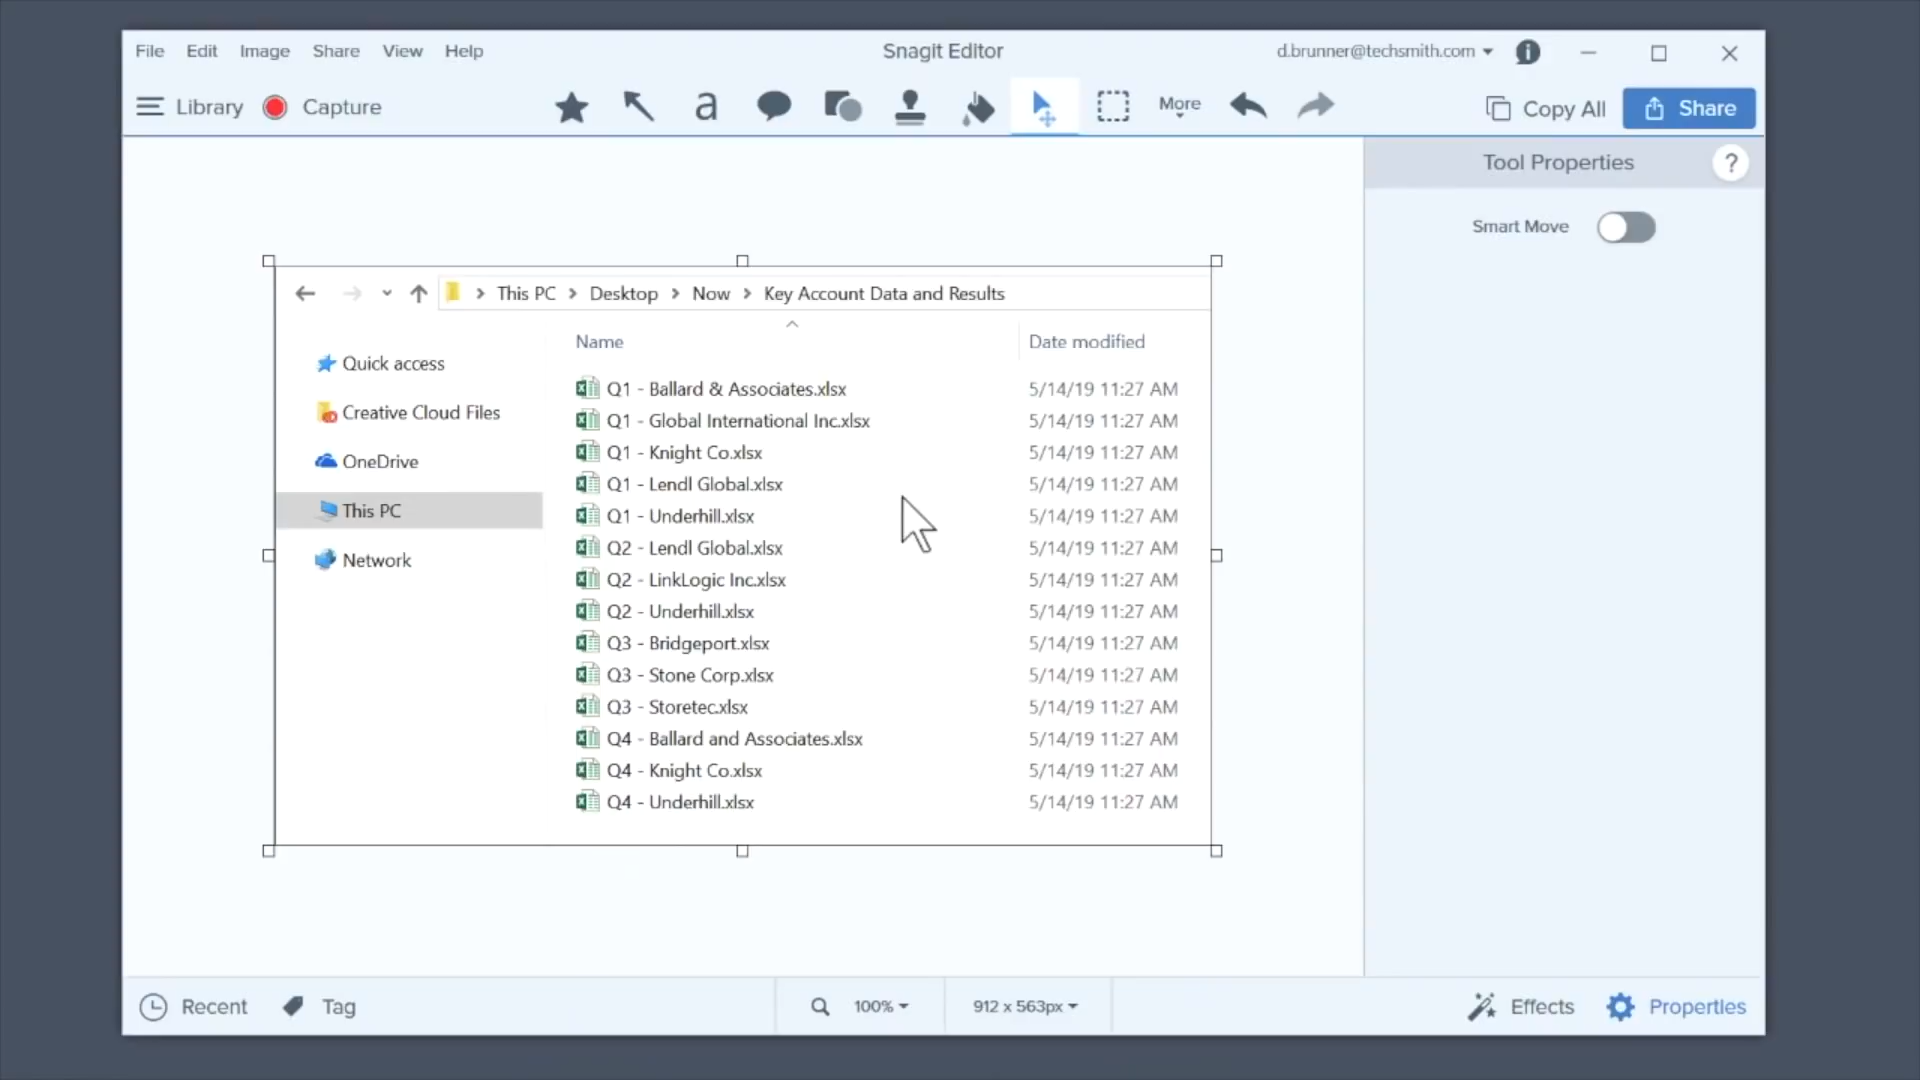 File Edit Image Share View Help Snagit Editor d.brunner@techsmith.com
Library Capture a More Copy All Share
Tool Properties ?
Smart Move
This PC > Desktop > Now > Key Account Data and Results
Name Date modified
Quick access
Creative Cloud Files
OneDrive
This PC
Network
Q1 - Ballard & Associates.xlsx 5/14/19 11:27 AM
Q1 - Global International Inc.xlsx 5/14/19 11:27 AM
Q1 - Knight Co.xlsx 5/14/19 11:27 AM
Q1 - Lendl Global.xlsx 5/14/19 11:27 AM
Q1 - Underhill.xlsx 5/14/19 11:27 AM
Q2 - Lendl Global.xlsx 5/14/19 11:27 AM
Q2 - LinkLogic Inc.xlsx 5/14/19 11:27 AM
Q2 - Underhill.xlsx 5/14/19 11:27 AM
Q3 - Bridgeport.xlsx 5/14/19 11:27 AM
Q3 - Stone Corp.xlsx 5/14/19 11:27 AM
Q3 - Storetec.xlsx 5/14/19 11:27 AM
Q4 - Ballard and Associates.xlsx 5/14/19 11:27 AM
Q4 - Knight Co.xlsx 5/14/19 11:27 AM
Q4 - Underhill.xlsx 5/14/19 11:27 AM
Recent Tag 100% 912 x 563px Effects Properties